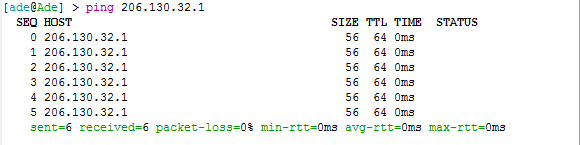 [ade@Ade] > ping 206.130.32.1
SEQ HOST SIZE TTL TIME STATUS
0 206.130.32.1 56 64 0ms
1 206.130.32.1 56 64 0ms
2 206.130.32.1 56 64 0ms
3 206.130.32.1 56 64 0ms
4 206.130.32.1 56 64 0ms
5 206.130.32.1 56 64 0ms
sent=6 received=6 packet-loss=0% min-rtt=0ms avg-rtt=0ms max-rtt=0ms